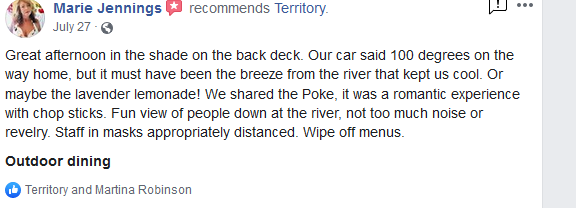 Marie Jennings recommends Territory.
July 27 ·
Great afternoon in the shade on the back deck. Our car said 100 degrees on the
way home, but it must have been the breeze from the river that kept us cool. Or
maybe the lavender lemonade! We shared the Poke, it was a romantic experience
with chop sticks. Fun view of people down at the river, not too much noise or
revelry. Staff in masks appropriately distanced. Wipe off menus.
Outdoor dining
Territory and Martina Robinson